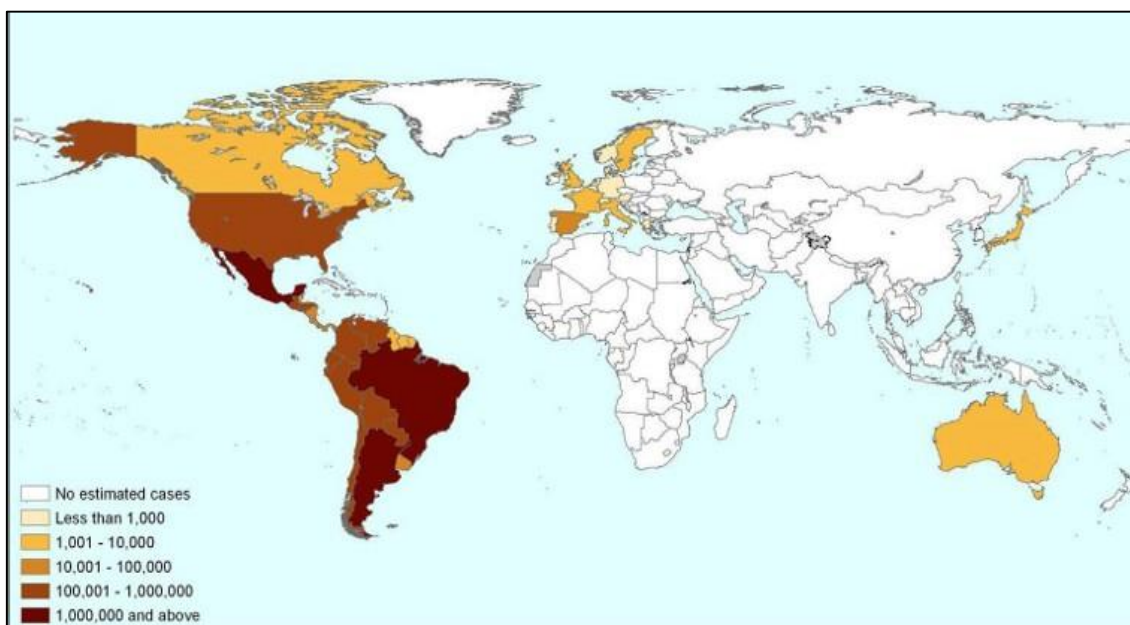 No estimated cases
Less than 1,000
1,001 - 10,000
10,001 - 100,000
100,001 - 1,000,000
1,000,000 and above